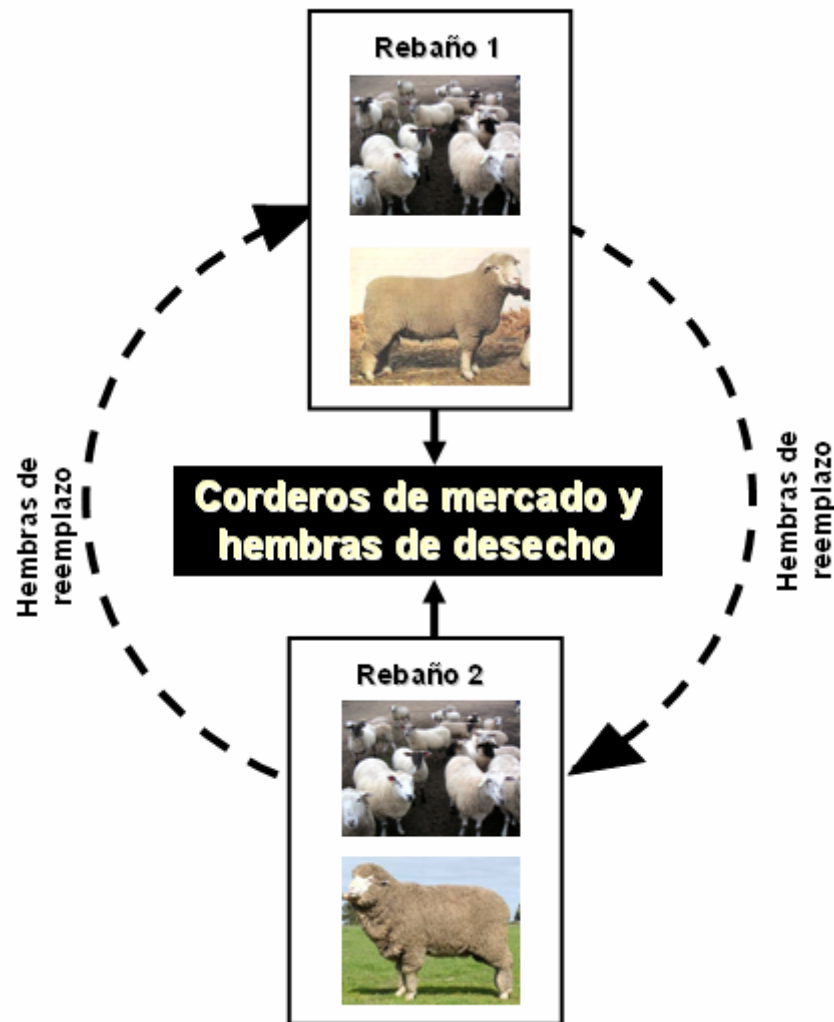 Rebaño 1
Hembras de
reemplazo
Corderos de mercado y
hembras de desecho
Hembras de
reemplazo
Rebaño 2